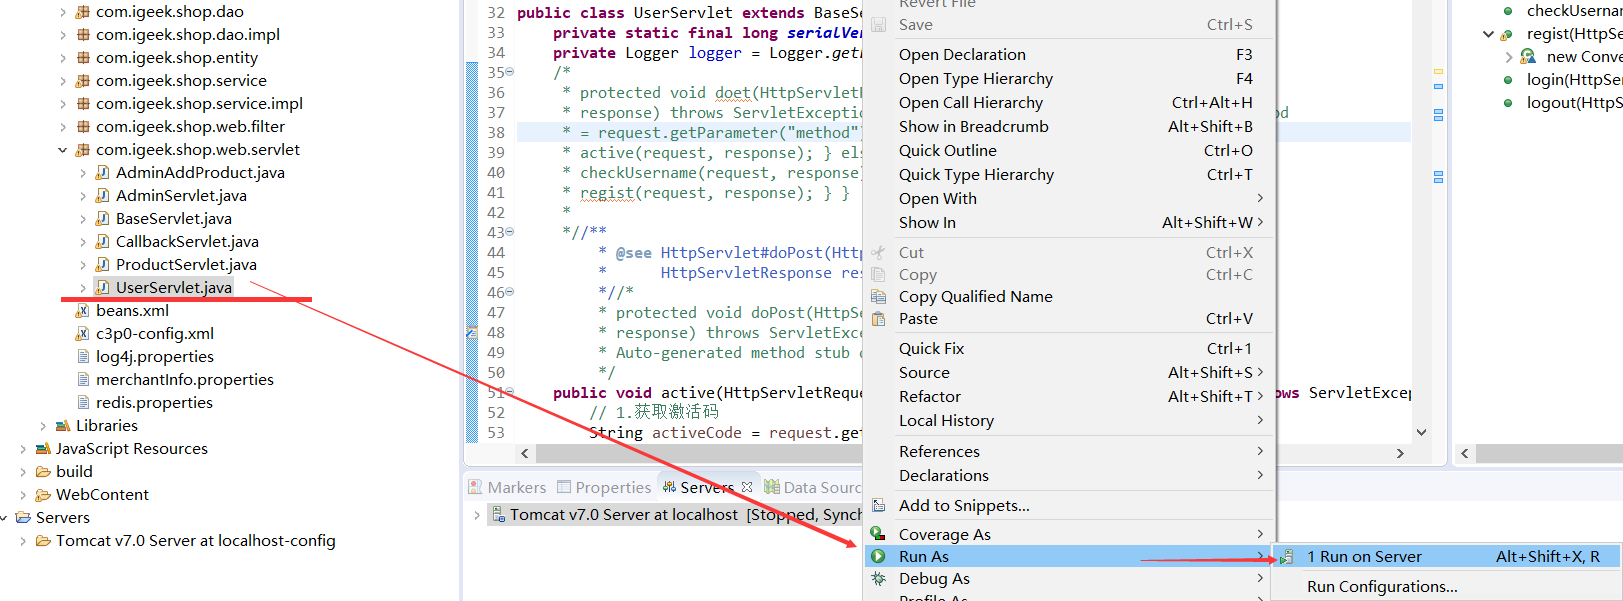 com.igeek.shop.dao
com.igeek.shop.dao.impl
com.igeek.shop.entity
com.igeek.shop.service
com.igeek.shop.service.impl
com.igeek.shop.web.filter
com.igeek.shop.web.servlet
AdminAddProduct.java
AdminServlet.java
BaseServlet.java
CallbackServlet.java
ProductServlet.java
UserServlet.java
beans.xml
c3p0-config.xml
log4j.properties
merchantInfo.properties
redis.properties
Libraries
JavaScript Resources
build
WebContent
Servers
Tomcat v7.0 Server at localhost-config
32 public class UserServlet extends BaseSe
33 private static final long serialVer
34 private Logger logger = Logger.getl
35 /*
36 * protected void doet(HttpServletR
37 * response) throws ServletException d
38 * = request.getParameter("method")
39 * active(request, response); } els
40 * checkUsername(request, response)
41 * regist(request, response); } }
42 *
43 *//**
44 * @see HttpServlet#doPost(Http
45 * HttpServletResponse res
46 *//*
47 * protected void doPost(HttpSe
48 * response) throws ServletExce
49 * Auto-generated method stub d
50 */
51 public void active(HttpServletReque ows ServletExcep
52 // 1.获取激活码
53 String activeCode = request.get
Markers
Properties
Servers
Data Sourc
Tomcat v7.0 Server at localhost [Stopped, Synch
Revert File
Save Ctrl+S
Open Declaration F3
Open Type Hierarchy F4
Open Call Hierarchy Ctrl+Alt+H
Show in Breadcrumb Alt+Shift+B
Quick Outline Ctrl+O
Quick Type Hierarchy Ctrl+T
Open With
Show In Alt+Shift+W
Cut Ctrl+X
Copy Ctrl+C
Copy Qualified Name
Paste Ctrl+V
Quick Fix Ctrl+1
Source Alt+Shift+S
Refactor Alt+Shift+T
Local History
References
Declarations
Add to Snippets...
Coverage As
Run As
Debug As
Profile As
1 Run on Server Alt+Shift+X, R
Run Configurations...
checkUsernam
regist(HttpSer
new Conve
login(HttpSer
logout(HttpS